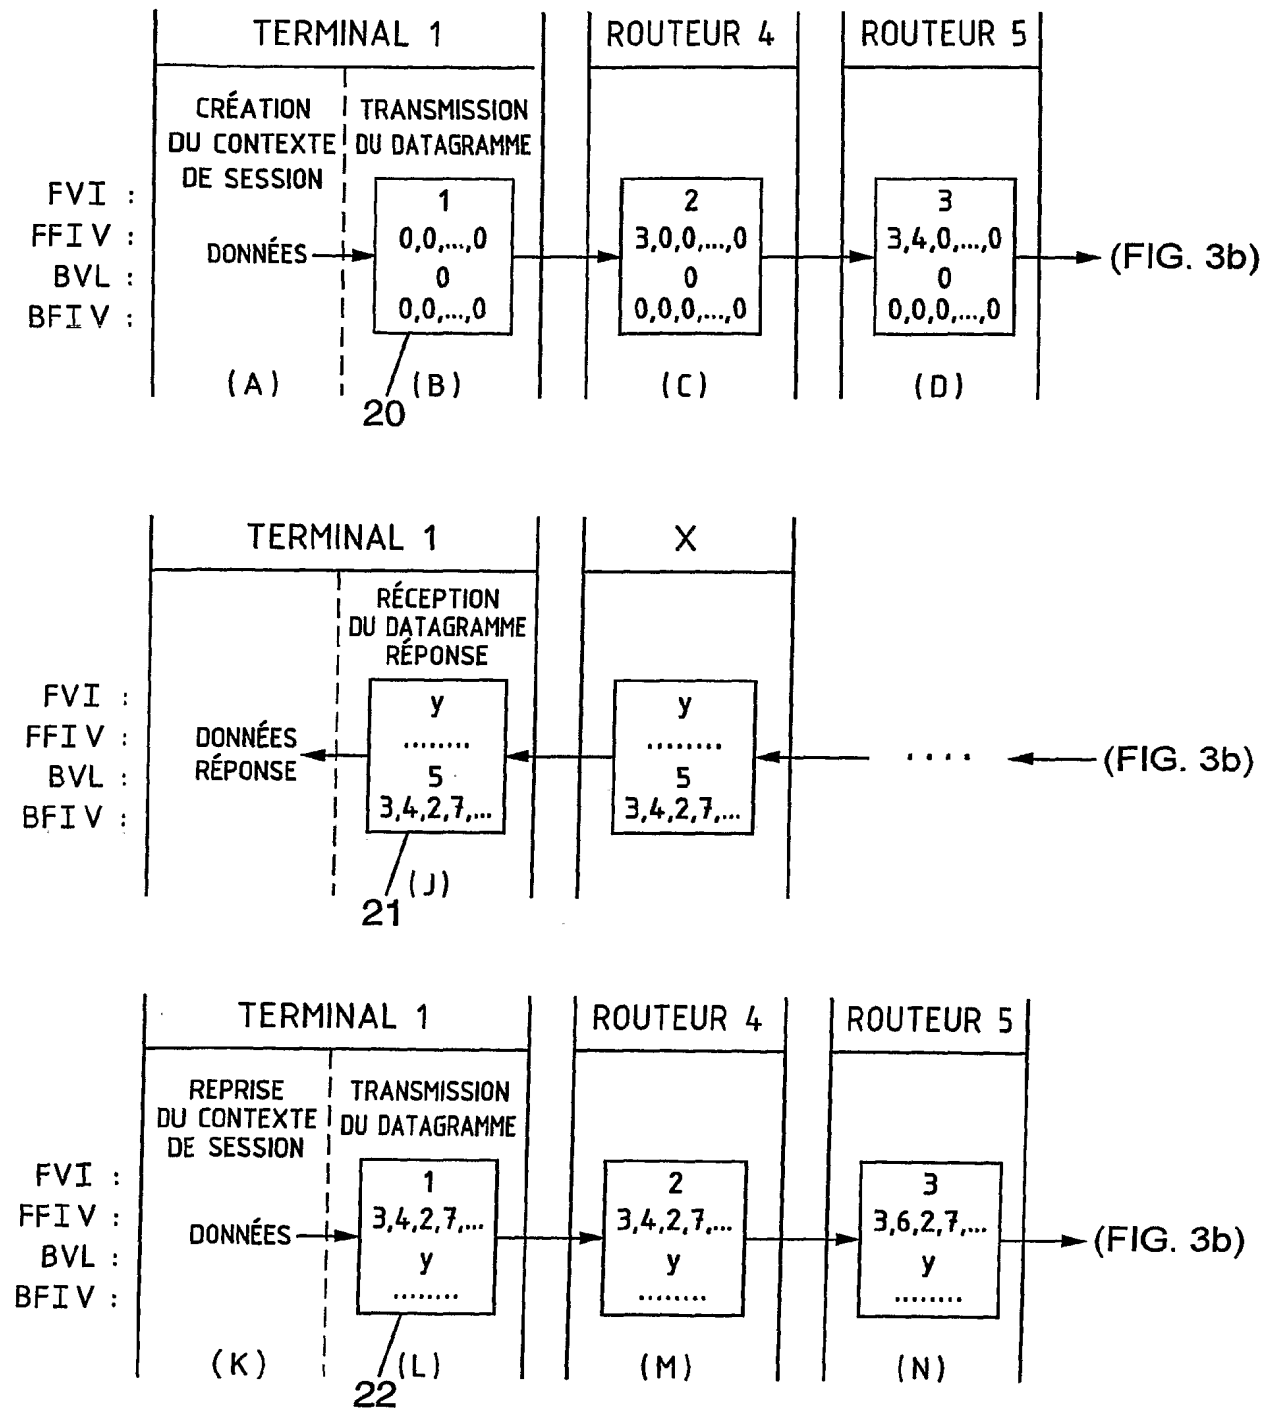 TERMINAL 1 ROUTEUR 4 ROUTEUR 5
CRÉATION TRANSMISSION
DU CONTEXTE DU DATAGRAMME
DE SESSION
FVI : 1 2 3
FFIV : 0,0,...,0 3,0,0,...,0 3,4,0,...,0
DONNÉES (FIG. 3b)
BVL : 0 0 0
BFIV : 0,0,...,0 0,0,0,...,0 0,0,0,...,0
(A) (B) (C) (D)
20
TERMINAL 1 X
RÉCEPTION
DU DATAGRAMME
RÉPONSE
FVI : y y
FFIV : ........ ........
DONNÉES
RÉPONSE
.... (FIG. 3b)
BVL : 5 5
BFIV : 3,4,2,7,... 3,4,2,7,...
(J)
21
TERMINAL 1 ROUTEUR 4 ROUTEUR 5
REPRISE TRANSMISSION
DU CONTEXTE DU DATAGRAMME
DE SESSION
FVI : 1 2 3
FFIV : 3,4,2,7,... 3,4,2,7,... 3,6,2,7,...
DONNÉES (FIG. 3b)
BVL : y y y
BFIV : ........ ........ ........
(K) (L) (M) (N)
22